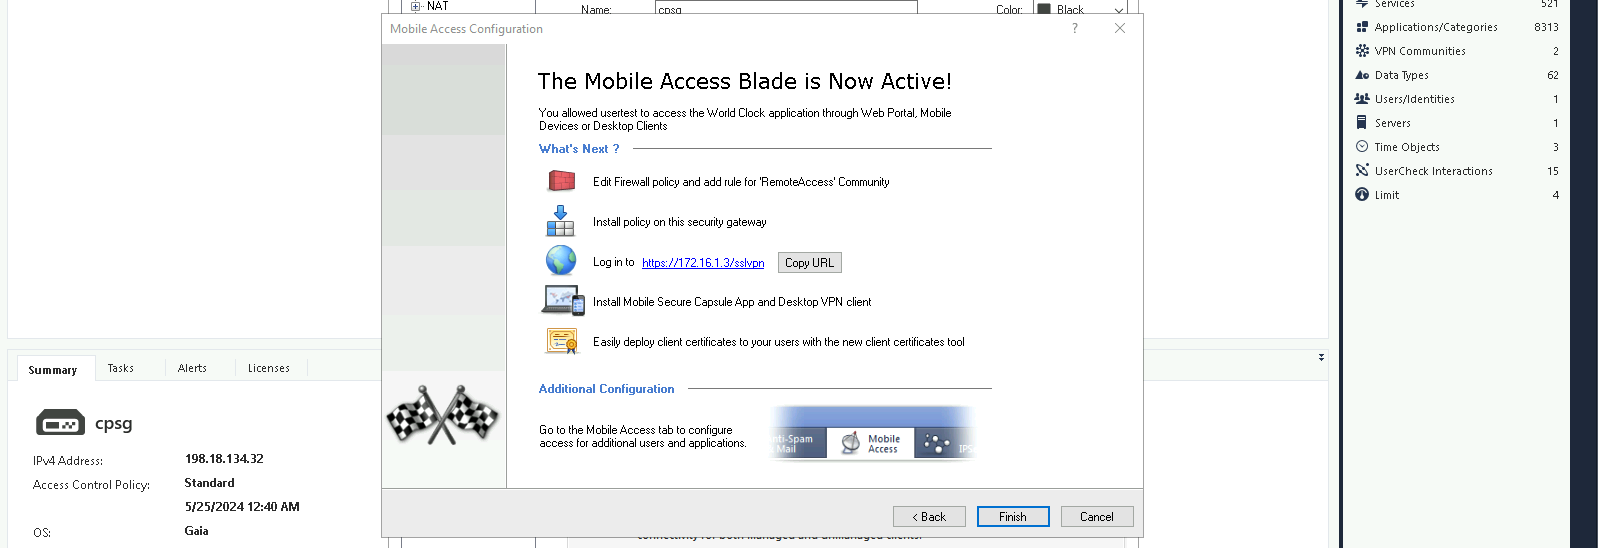 NAT
Name:
cpsg
Color:
Black
Mobile Access Configuration
?
The Mobile Access Blade is Now Active!
You allowed usertest to access the World Clock application through Web Portal, Mobile
Devices or Desktop Clients
What's Next ?
Edit Firewall policy and add rule for 'RemoteAccess' Community
Install policy on this security gateway
Log in to https://172.16.1.3/sslvpn Copy URL
Install Mobile Secure Capsule App and Desktop VPN client
Easily deploy client certificates to your users with the new client certificates tool
Additional Configuration
Go to the Mobile Access tab to configure
access for additional users and applications.
nti-Spam
Mail
Mobile
Access
IPS
< Back
Finish
Cancel
connectivity for both managed and unmanaged clients.
Summary
Tasks
Alerts
Licenses
cpsg
IPv4 Address: 198.18.134.32
Access Control Policy: Standard
5/25/2024 12:40 AM
OS: Gaia
Services 521
Applications/Categories 8313
VPN Communities 2
Data Types 62
Users/Identities 1
Servers 1
Time Objects 3
UserCheck Interactions 15
Limit 4